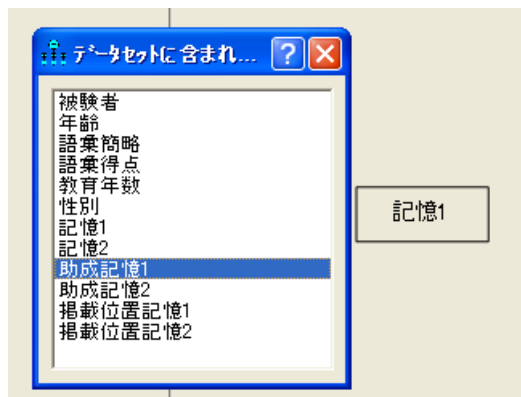 データセットに含まれ...
被験者
年齢
語彙簡略
語彙得点
教育年数
性別
記憶1
記憶2
助成記憶1
助成記憶2
掲載位置記憶1
掲載位置記憶2
記憶1